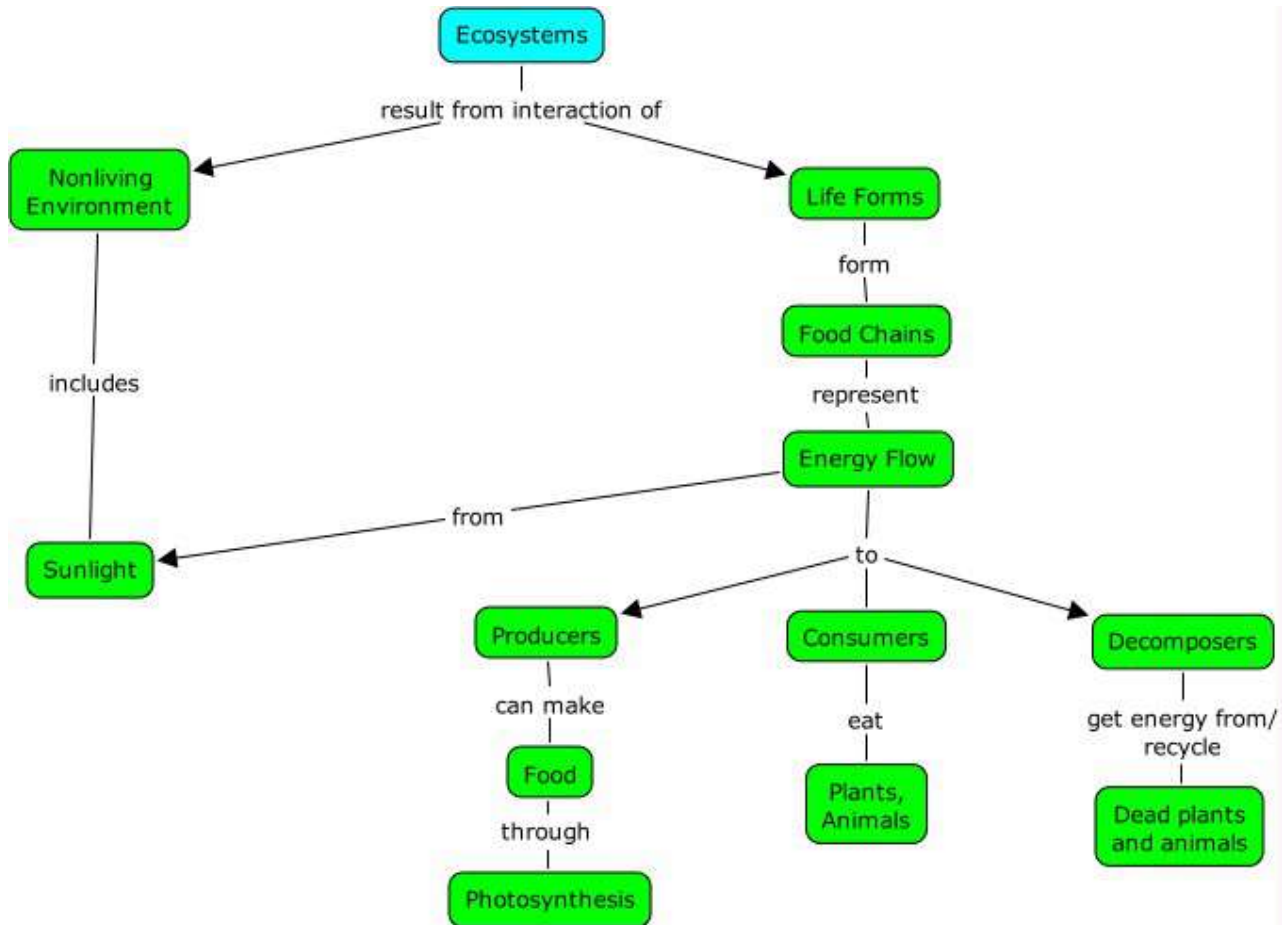 Ecosystems
result from interaction of
Nonliving
Environment
Life Forms
form
Food Chains
includes
represent
Energy Flow
from
Sunlight
to
Producers
Consumers
Decomposers
can make
eat
get energy from/
recycle
Food
Plants,
Animals
Dead plants
and animals
through
Photosynthesis